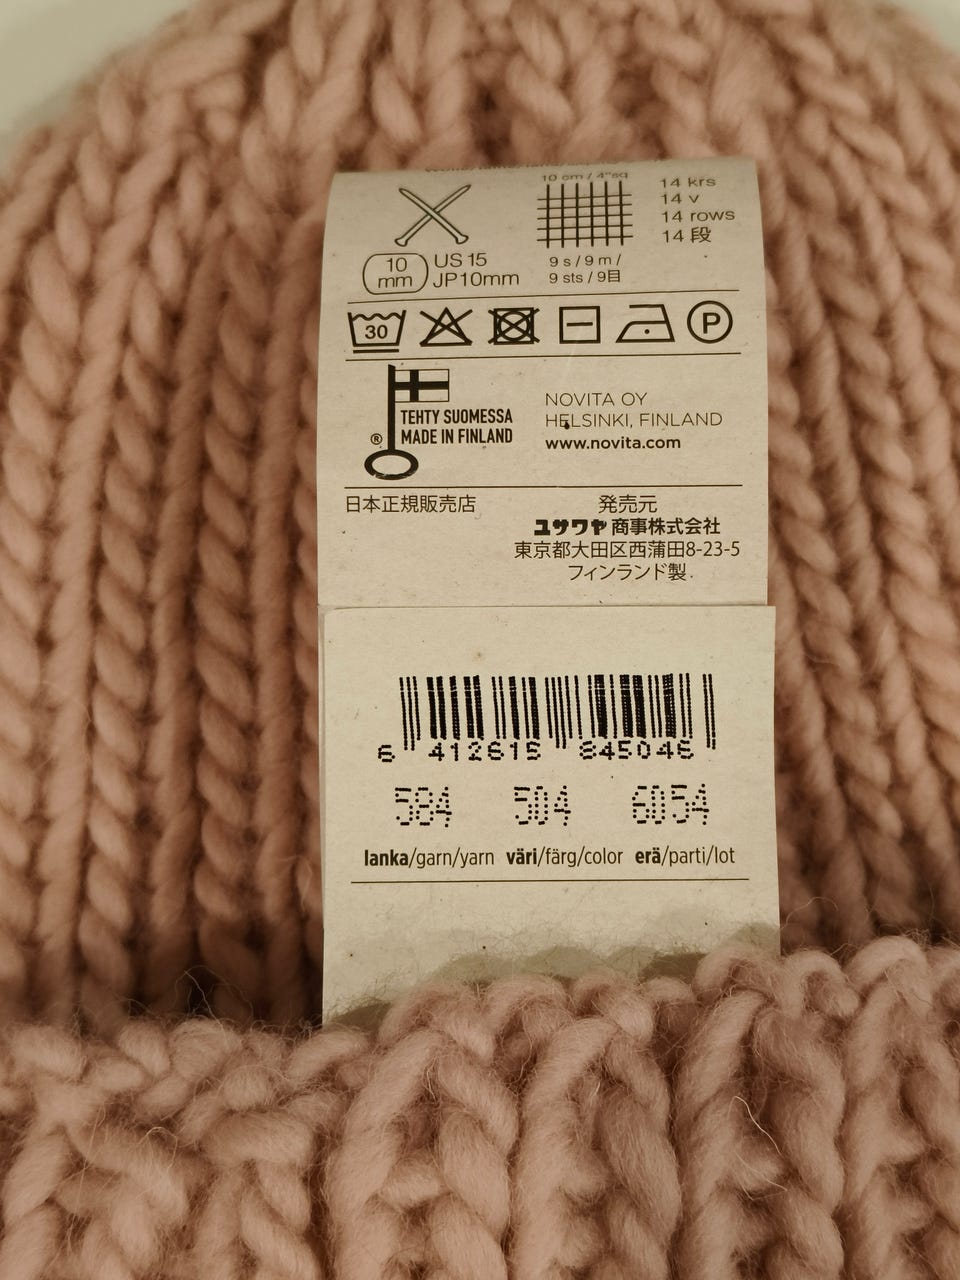 10 cm / 4"sq
14 krs
14 v
14 rows
14 段
10 mm
US 15
JP10mm
9 s / 9 m /
9 sts / 9目
30
P
TEHTY SUOMESSA
® MADE IN FINLAND
NOVITA OY
HELSINKI, FINLAND
www.novita.com
日本正規販売店
発売元
ユザワヤ 商事株式会社
東京都大田区西蒲田8-23-5
フィンランド製
6 412615 845046
584 504 6054
lanka/garn/yarn väri/färg/color erä/parti/lot